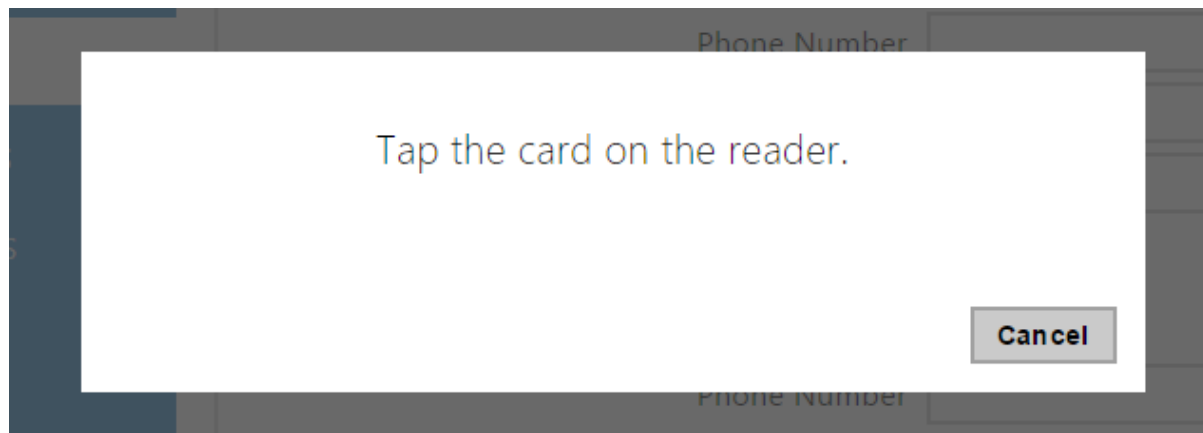 Phone Number
Tap the card on the reader.
s
Cancel
Phone Number